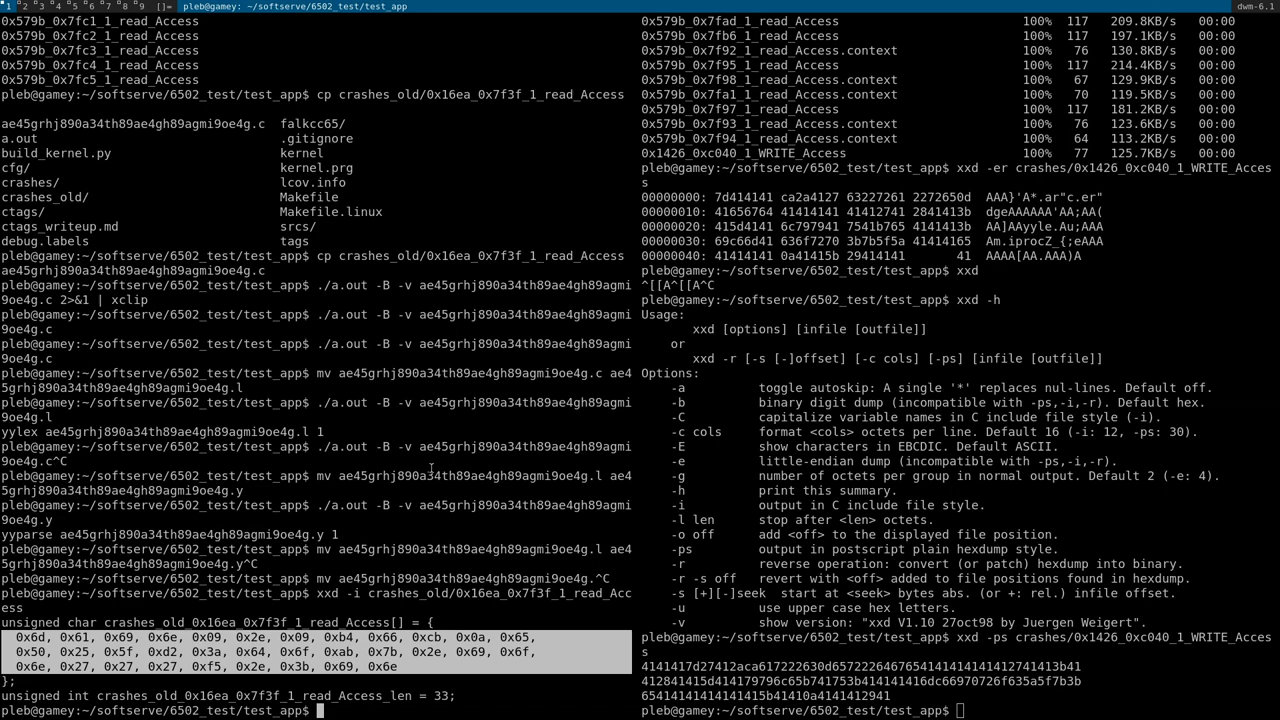 1 2 3 4 5 6 7 8 9 []= pleb@gamey: ~/softserve/6502_test/test_app dwm-6.1
0x579b_0x7fc1_1_read_Access
0x579b_0x7fc2_1_read_Access
0x579b_0x7fc3_1_read_Access
0x579b_0x7fc4_1_read_Access
0x579b_0x7fc5_1_read_Access
pleb@gamey:~/softserve/6502_test/test_app$ cp crashes_old/0x16ea_0x7f3f_1_read_Access
ae45grhj890a34th89ae4gh89agmi9oe4g.c falkcc65/
a.out .gitignore
build_kernel.py kernel
cfg/ kernel.prg
crashes/ lcov.info
crashes_old/ Makefile
ctags/ Makefile.linux
ctags_writeup.md srcs/
debug.labels tags
pleb@gamey:~/softserve/6502_test/test_app$ cp crashes_old/0x16ea_0x7f3f_1_read_Access
ae45grhj890a34th89ae4gh89agmi9oe4g.c
pleb@gamey:~/softserve/6502_test/test_app$ ./a.out -B -v ae45grhj890a34th89ae4gh89agmi
9oe4g.c 2>&1 | xclip
pleb@gamey:~/softserve/6502_test/test_app$ ./a.out -B -v ae45grhj890a34th89ae4gh89agmi
9oe4g.c
pleb@gamey:~/softserve/6502_test/test_app$ ./a.out -B -v ae45grhj890a34th89ae4gh89agmi
9oe4g.c
pleb@gamey:~/softserve/6502_test/test_app$ mv ae45grhj890a34th89ae4gh89agmi9oe4g.c ae4
5grhj890a34th89ae4gh89agmi9oe4g.l
pleb@gamey:~/softserve/6502_test/test_app$ ./a.out -B -v ae45grhj890a34th89ae4gh89agmi
9oe4g.l
yylex ae45grhj890a34th89ae4gh89agmi9oe4g.l 1
pleb@gamey:~/softserve/6502_test/test_app$ ./a.out -B -v ae45grhj890a34th89ae4gh89agmi
9oe4g.c^C
pleb@gamey:~/softserve/6502_test/test_app$ mv ae45grhj890a34th89ae4gh89agmi9oe4g.l ae4
5grhj890a34th89ae4gh89agmi9oe4g.y
pleb@gamey:~/softserve/6502_test/test_app$ ./a.out -B -v ae45grhj890a34th89ae4gh89agmi
9oe4g.y
yyparse ae45grhj890a34th89ae4gh89agmi9oe4g.y 1
pleb@gamey:~/softserve/6502_test/test_app$ mv ae45grhj890a34th89ae4gh89agmi9oe4g.l ae4
5grhj890a34th89ae4gh89agmi9oe4g.y^C
pleb@gamey:~/softserve/6502_test/test_app$ mv ae45grhj890a34th89ae4gh89agmi9oe4g.^C
pleb@gamey:~/softserve/6502_test/test_app$ xxd -i crashes_old/0x16ea_0x7f3f_1_read_Acc
ess
unsigned char crashes_old_0x16ea_0x7f3f_1_read_Access[] = {
0x6d, 0x61, 0x69, 0x6e, 0x09, 0x2e, 0x09, 0xb4, 0x66, 0xcb, 0x0a, 0x65,
0x50, 0x25, 0x5f, 0xd2, 0x3a, 0x64, 0x6f, 0xab, 0x7b, 0x2e, 0x69, 0x6f,
0x6e, 0x27, 0x27, 0x27, 0xf5, 0x2e, 0x3b, 0x69, 0x6e
};
unsigned int crashes_old_0x16ea_0x7f3f_1_read_Access_len = 33;
pleb@gamey:~/softserve/6502_test/test_app$
0x579b_0x7fad_1_read_Access 100% 117 209.8KB/s 00:00
0x579b_0x7fb6_1_read_Access 100% 117 197.1KB/s 00:00
0x579b_0x7f92_1_read_Access.context 100% 76 130.8KB/s 00:00
0x579b_0x7f95_1_read_Access 100% 117 214.4KB/s 00:00
0x579b_0x7f98_1_read_Access.context 100% 67 129.9KB/s 00:00
0x579b_0x7fa1_1_read_Access.context 100% 70 119.5KB/s 00:00
0x579b_0x7f97_1_read_Access 100% 117 181.2KB/s 00:00
0x579b_0x7f93_1_read_Access.context 100% 76 123.6KB/s 00:00
0x579b_0x7f94_1_read_Access.context 100% 64 113.2KB/s 00:00
0x1426_0xc040_1_WRITE_Access 100% 77 125.7KB/s 00:00
pleb@gamey:~/softserve/6502_test/test_app$ xxd -er crashes/0x1426_0xc040_1_WRITE_Acces
s
00000000: 7d414141 ca2a4127 63227261 2272650d AAA}'A*.ar"c.er"
00000010: 41656764 41414141 41412741 2841413b dgeAAAAAA'AA;AA(
00000020: 415d4141 6c797941 7541b765 4141413b AA]AAyyle.Au;AAA
00000030: 69c66d41 636f7270 3b7b5f5a 41414165 Am.iprocZ_{;eAAA
00000040: 41414141 0a41415b 29414141 41 AAAA[AA.AAA)A
pleb@gamey:~/softserve/6502_test/test_app$ xxd
^[[A^[[A^C
pleb@gamey:~/softserve/6502_test/test_app$ xxd -h
Usage:
xxd [options] [infile [outfile]]
or
xxd -r [-s [-]offset] [-c cols] [-ps] [infile [outfile]]
Options:
-a toggle autoskip: A single '*' replaces nul-lines. Default off.
-b binary digit dump (incompatible with -ps,-i,-r). Default hex.
-C capitalize variable names in C include file style (-i).
-c cols format <cols> octets per line. Default 16 (-i: 12, -ps: 30).
-E show characters in EBCDIC. Default ASCII.
-e little-endian dump (incompatible with -ps,-i,-r).
-g number of octets per group in normal output. Default 2 (-e: 4).
-h print this summary.
-i output in C include file style.
-l len stop after <len> octets.
-o off add <off> to the displayed file position.
-ps output in postscript plain hexdump style.
-r reverse operation: convert (or patch) hexdump into binary.
-r -s off revert with <off> added to file positions found in hexdump.
-s [+][-]seek start at <seek> bytes abs. (or +: rel.) infile offset.
-u use upper case hex letters.
-v show version: "xxd V1.10 27oct98 by Juergen Weigert".
pleb@gamey:~/softserve/6502_test/test_app$ xxd -ps crashes/0x1426_0xc040_1_WRITE_Acces
s
4141417d27412aca617222630d657222646765414141414141412741413b41
412841415d414179796c65b741753b414141416dc66970726f635a5f7b3b
65414141414141415b41410a4141412941
pleb@gamey:~/softserve/6502_test/test_app$